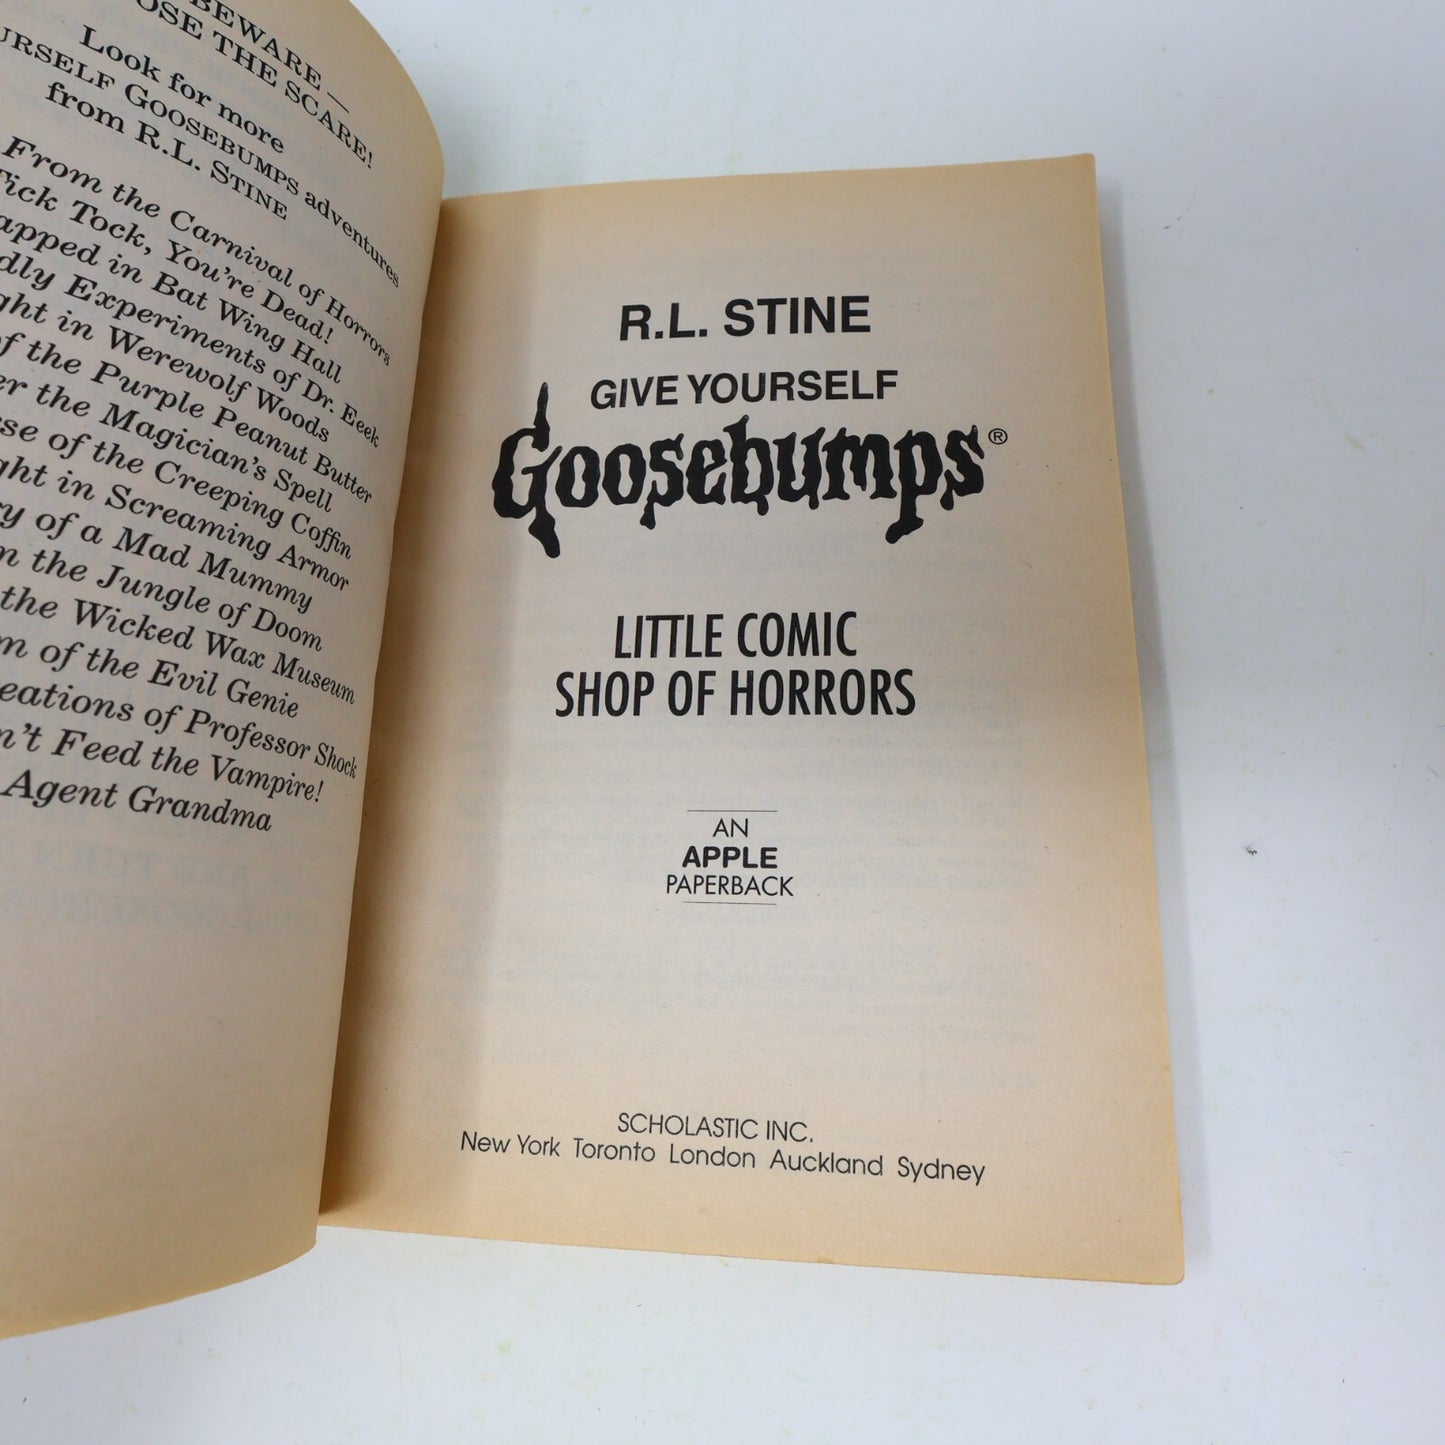 BEWARE —
OSE THE SCARE!
Look for more
URSELF GOOSEBUMPS adventures
from R.L. STINE
From the Carnival of Horrors
Tick Tock, You're Dead!
apped in Bat Wing Hall
dly Experiments of Dr. Eeek
ght in Werewolf Woods
of the Purple Peanut Butter
er the Magician's Spell
se of the Creeping Coffin
ght in Screaming Armor
ry of a Mad Mummy
m the Jungle of Doom
the Wicked Wax Museum
m of the Evil Genie
reations of Professor Shock
n't Feed the Vampire!
Agent Grandma
R.L. STINE
GIVE YOURSELF
Goosebumps®
LITTLE COMIC
SHOP OF HORRORS
AN
APPLE
PAPERBACK
SCHOLASTIC INC.
New York Toronto London Auckland Sydney